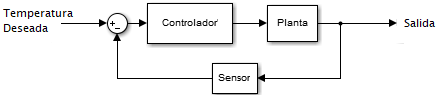 Temperatura
Deseada
+
-
Controlador
Planta
Salida
Sensor